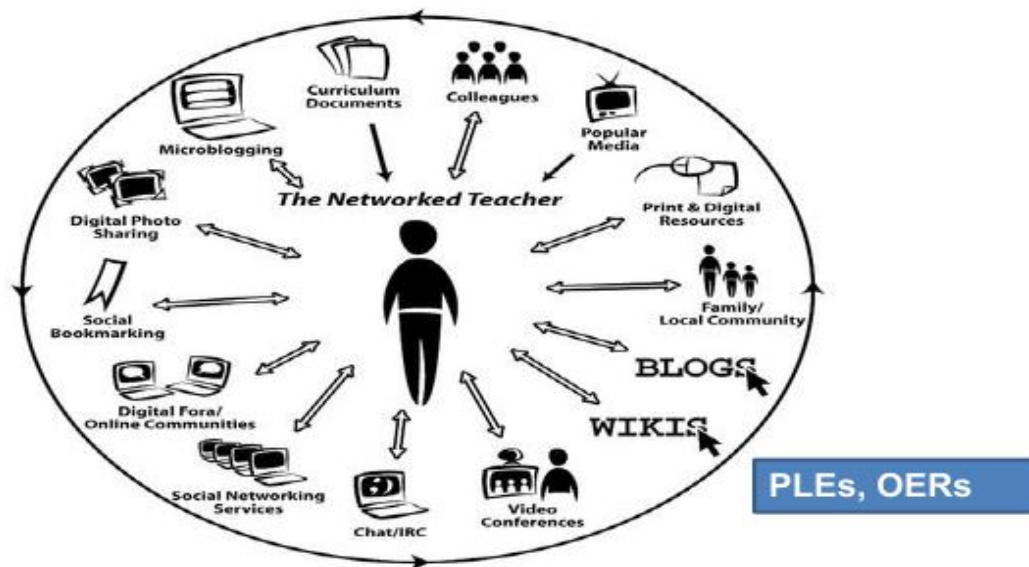 Curriculum
Documents
Colleagues
Popular
Media
Microblogging
The Networked Teacher
Print & Digital
Resources
Digital Photo
Sharing
Family/
Local Community
Social
Bookmarking
BLOGS
Digital Fora/
Online Communities
WIKIS
Social Networking
Services
Chat/IRC
Video
Conferences
PLEs, OERs